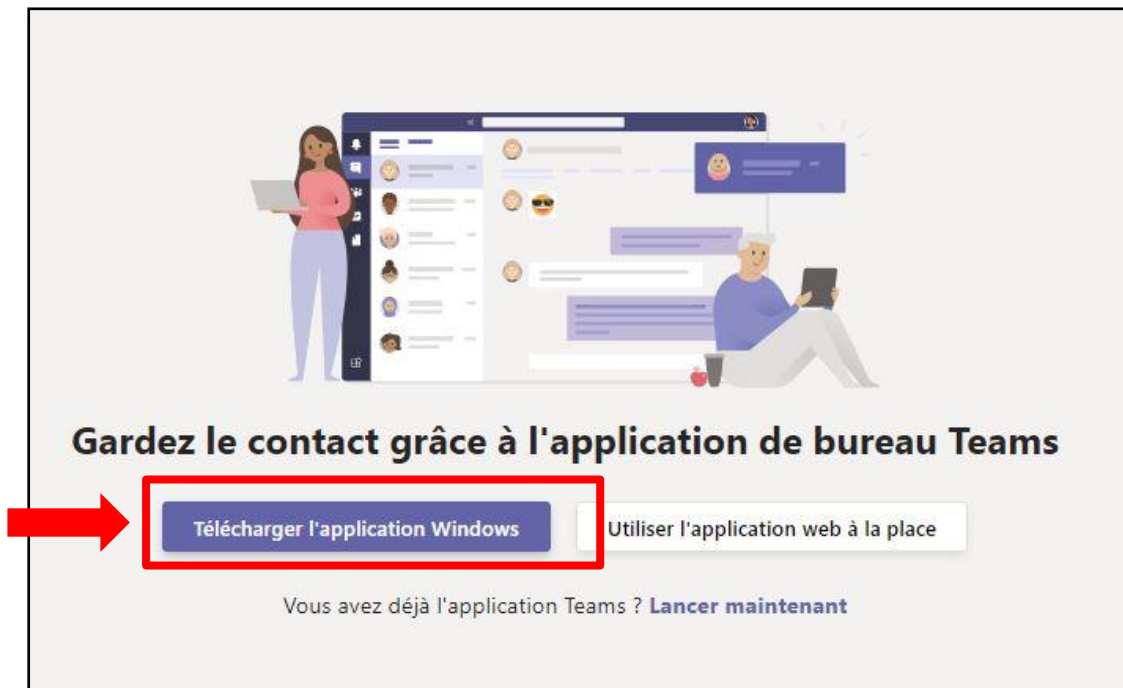 Gardez le contact grâce à l'application de bureau Teams
Télécharger l'application Windows
Utiliser l'application web à la place
Vous avez déjà l'application Teams ? Lancer maintenant